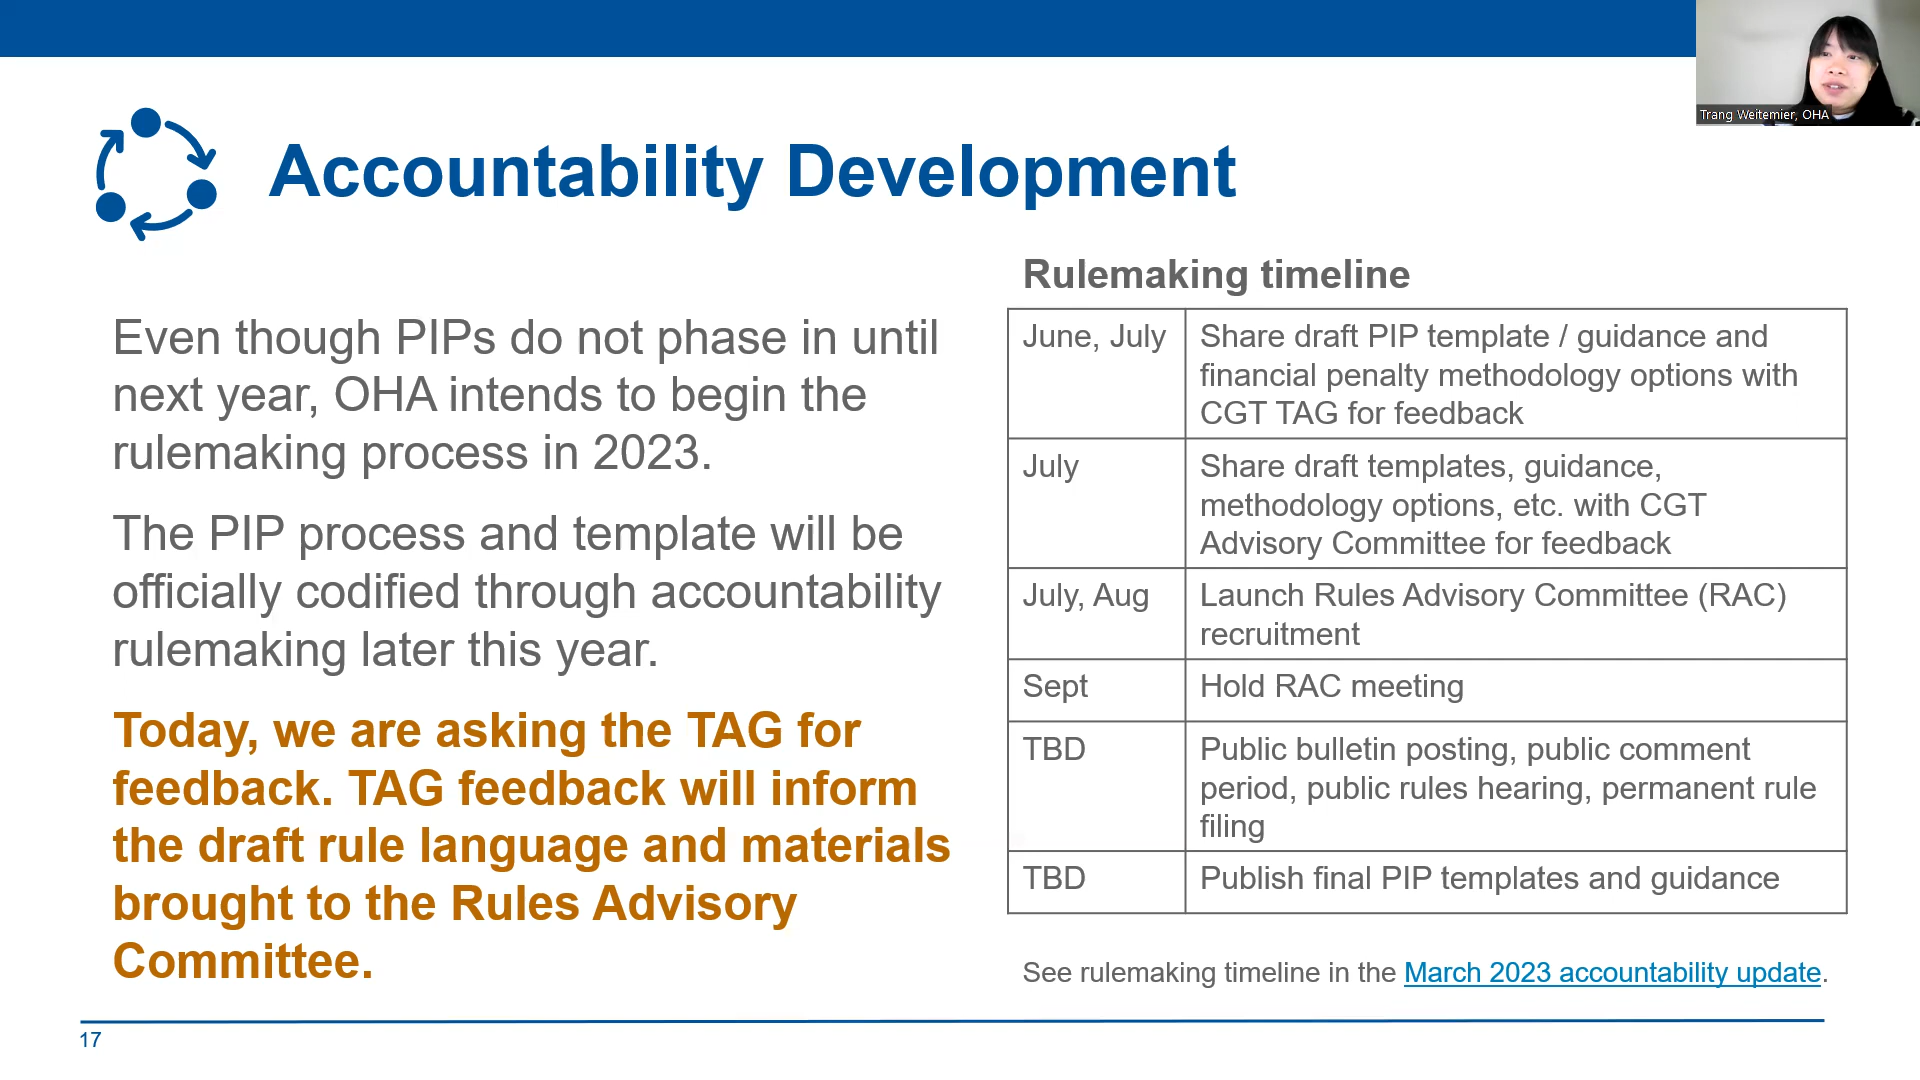 Trang Weitemier, OHA
Accountability Development
Even though PIPs do not phase in until
next year, OHA intends to begin the
rulemaking process in 2023.
The PIP process and template will be
officially codified through accountability
rulemaking later this year.
Today, we are asking the TAG for
feedback. TAG feedback will inform
the draft rule language and materials
brought to the Rules Advisory
Committee.
Rulemaking timeline
June, July
Share draft PIP template / guidance and
financial penalty methodology options with
CGT TAG for feedback
July
Share draft templates, guidance,
methodology options, etc. with CGT
Advisory Committee for feedback
July, Aug
Launch Rules Advisory Committee (RAC)
recruitment
Sept
Hold RAC meeting
TBD
Public bulletin posting, public comment
period, public rules hearing, permanent rule
filing
TBD
Publish final PIP templates and guidance
See rulemaking timeline in the March 2023 accountability update.
17